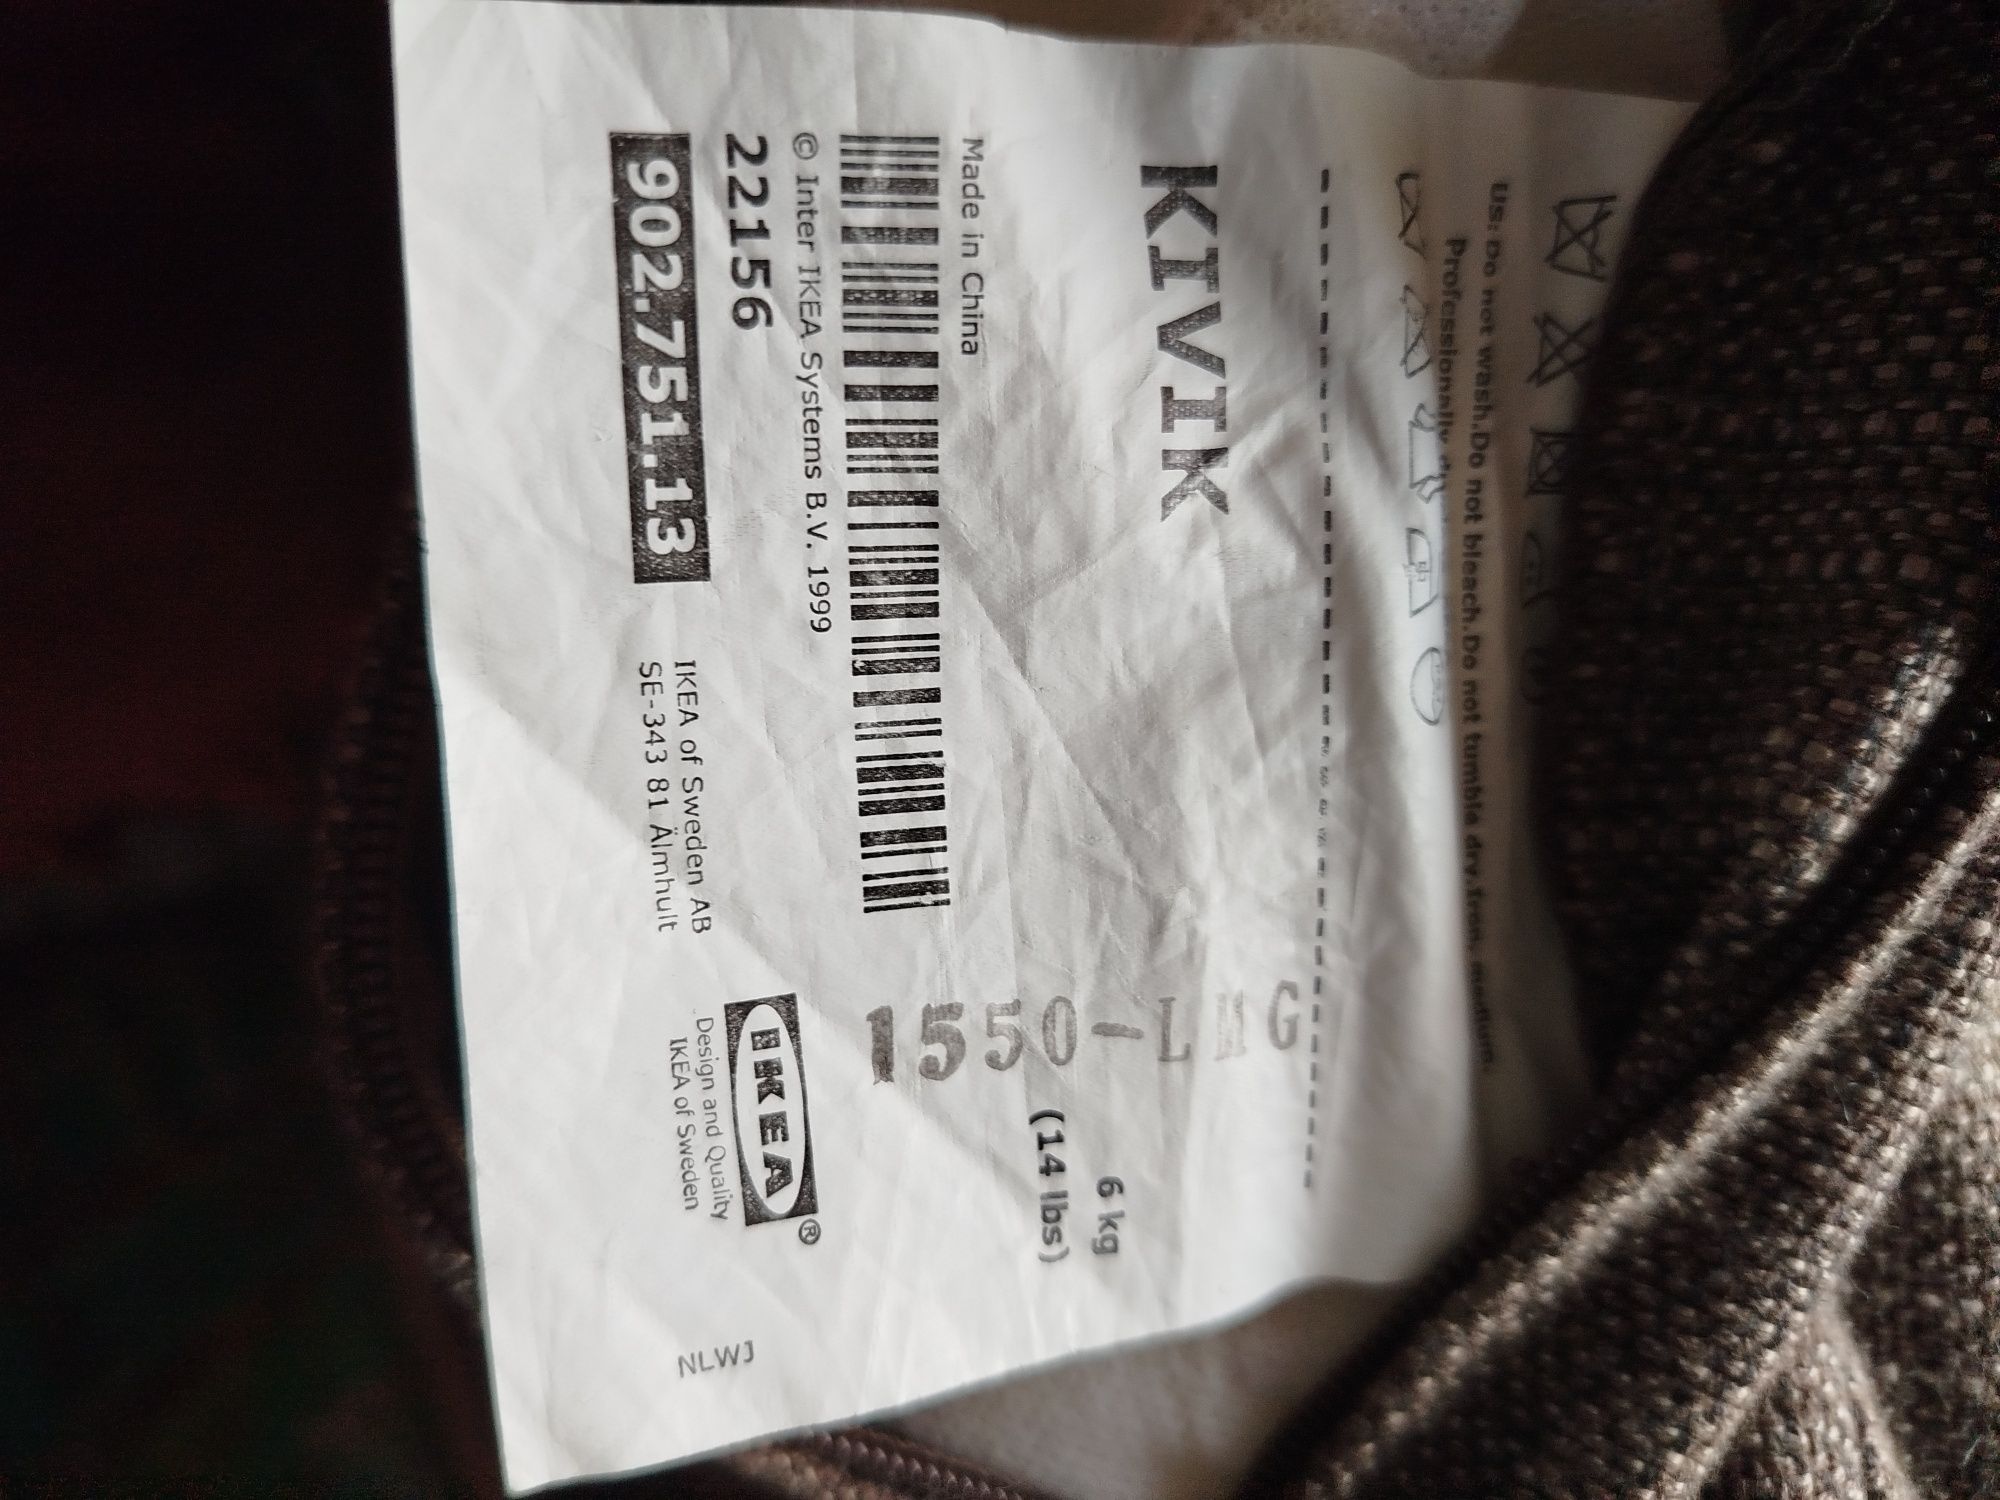 US: Do not wash.Do not bleach.Do not tumble dry.Iron,medium.
Professionally
KIVIK
6 kg
(14 lbs)
1550-LMG
Made in China
© Inter IKEA Systems B.V. 1999
22156
902.751.13
IKEA of Sweden AB
SE-343 81 Älmhult
IKEA®
Design and Quality
IKEA of Sweden
NLWJ